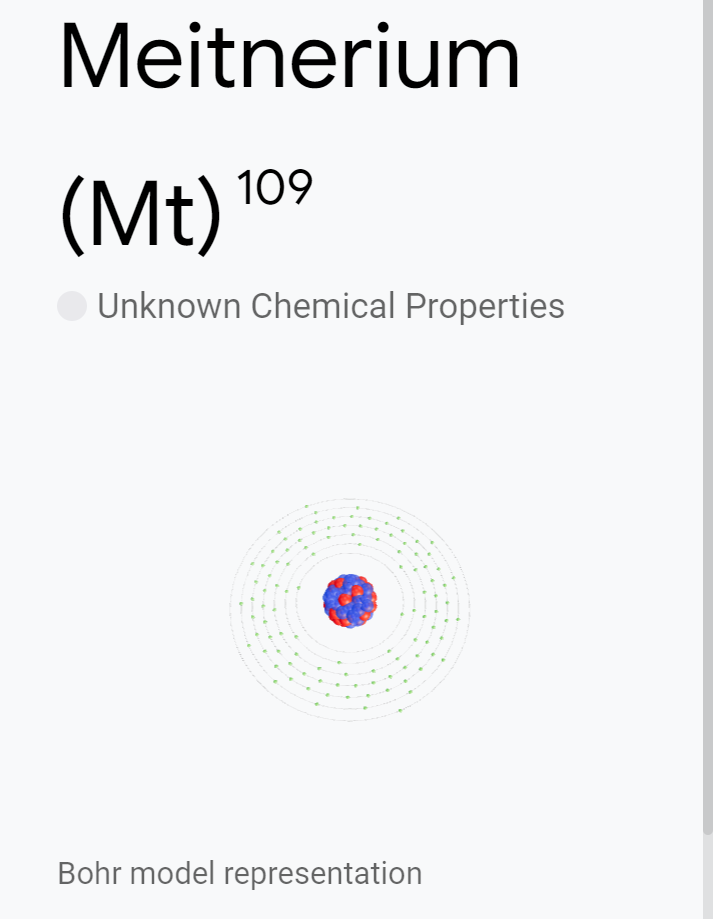 Meitnerium
(Mt) 109
Unknown Chemical Properties
Bohr model representation